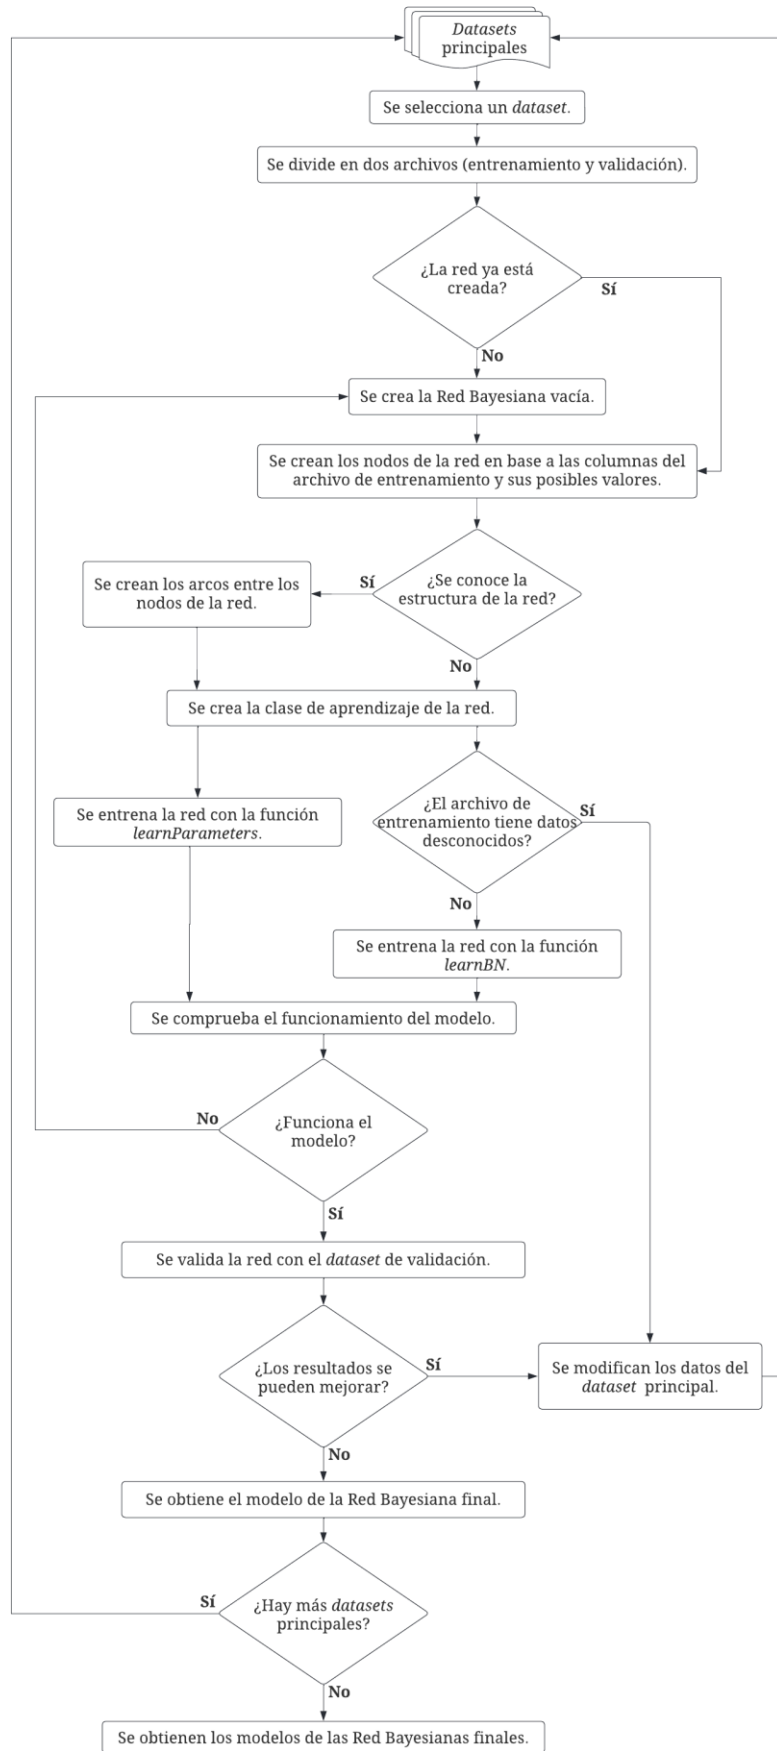 Datasets
principales
Se selecciona un dataset.
Se divide en dos archivos (entrenamiento y validación).
¿La red ya está
creada?
Sí
No
Se crea la Red Bayesiana vacía.
Se crean los nodos de la red en base a las columnas del
archivo de entrenamiento y sus posibles valores.
¿Se conoce la
estructura de la red?
Sí
Se crean los arcos entre los
nodos de la red.
No
Se crea la clase de aprendizaje de la red.
Se entrena la red con la función
learnParameters.
¿El archivo de
entrenamiento tiene datos
desconocidos?
Sí
No
Se entrena la red con la función
learnBN.
Se comprueba el funcionamiento del modelo.
¿Funciona el
modelo?
No
Sí
Se valida la red con el dataset de validación.
¿Los resultados se
pueden mejorar?
Sí
Se modifican los datos del
dataset principal.
No
Se obtiene el modelo de la Red Bayesiana final.
¿Hay más datasets
principales?
Sí
No
Se obtienen los modelos de las Red Bayesianas finales.